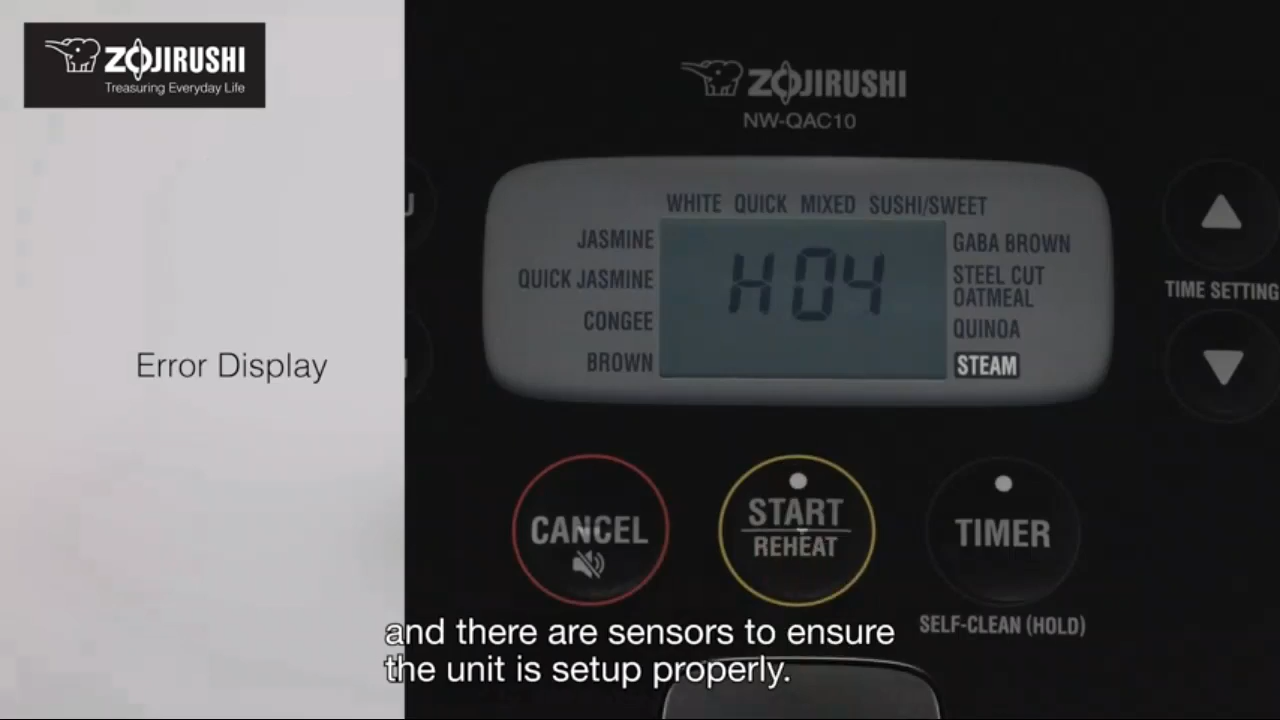 ZOJIRUSHI
Treasuring Everyday Life
Error Display
ZOJIRUSHI
NW-QAC10
WHITE QUICK MIXED SUSHI/SWEET
JASMINE
QUICK JASMINE
CONGEE
BROWN
H04
GABA BROWN
STEEL CUT
OATMEAL
QUINOA
STEAM
TIME SETTING
CANCEL
START
REHEAT
TIMER
SELF-CLEAN (HOLD)
and there are sensors to ensure
the unit is setup properly.